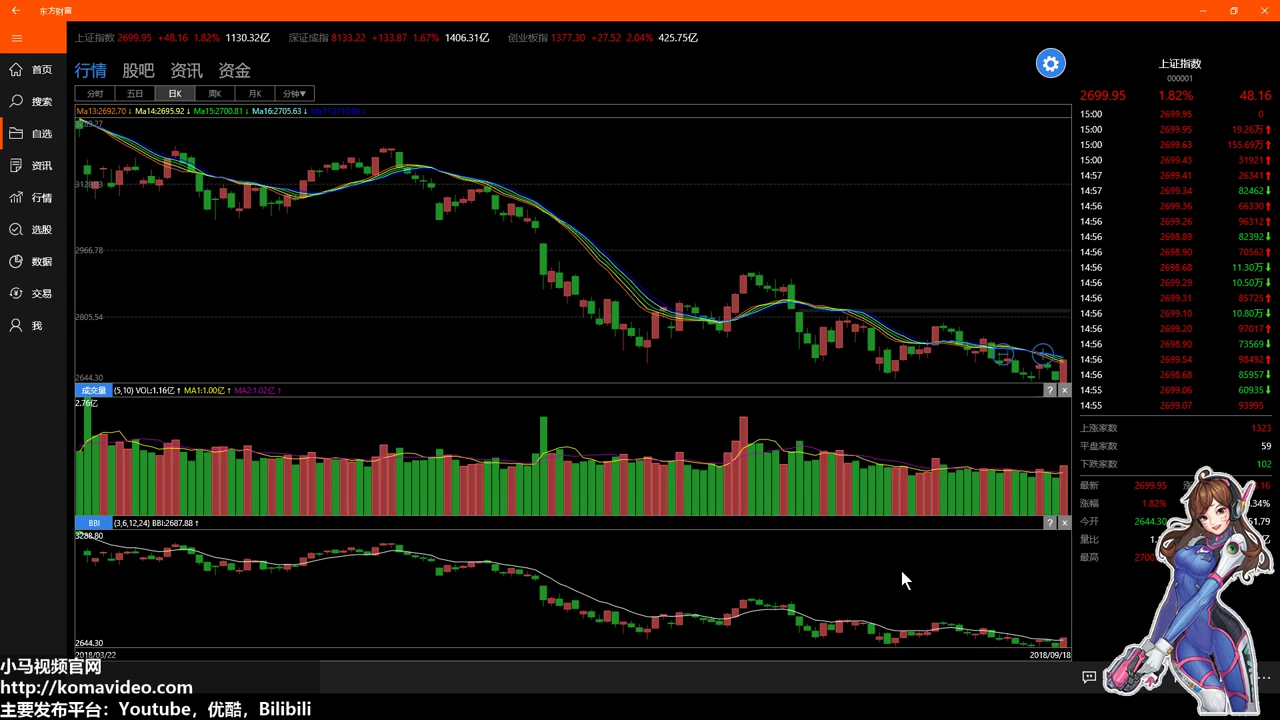 东方财富
上证指数 2699.95 +48.16 1.82% 1130.32亿 深证成指 8133.22 +133.87 1.67% 1406.31亿 创业板指 1377.30 +27.52 2.04% 425.75亿
首页
搜索
自选
资讯
行情
选股
数据
交易
我
行情 股吧 资讯 资金
分时 五日 日K 周K 月K 分钟▼
Ma13:2692.70↓ Ma14:2695.92↓ Ma15:2700.81↓ Ma16:2705.63↓
2966.78
2805.54
2644.30
成交量 (5,10) VOL:1.16亿↑ MA1:1.00亿↑ MA2:1.02亿↑
? ×
2.76亿
BBI (3,6,12,24) BBI:2687.88↑
? ×
3288.80
2644.30
2018/03/22 2018/09/18
上证指数
000001
2699.95 1.82% 48.16
15:00 2699.95 0
15:00 2699.95 19.26万↑
15:00 2699.63 155.69万↑
15:00 2699.43 31921↑
14:57 2699.41 26341↑
14:57 2699.34 82462↓
14:56 2699.36 66330↑
14:56 2699.26 96312↑
14:56 2698.89 82392↓
14:56 2698.90 70562↑
14:56 2698.68 11.30万↓
14:56 2699.29 10.50万↓
14:56 2699.31 85725↑
14:56 2699.10 10.80万↓
14:56 2699.20 97017↑
14:56 2698.90 73569↓
14:56 2699.54 98492↑
14:56 2698.68 85957↓
14:55 2699.06 60935↓
14:55 2699.07 93995
上涨家数 1323
平盘家数 59
下跌家数 102
最新 2699.95
涨幅 1.82%
今开 2644.30
量比
最高
小马视频官网
http://komavideo.com
主要发布平台：Youtube，优酷，Bilibili